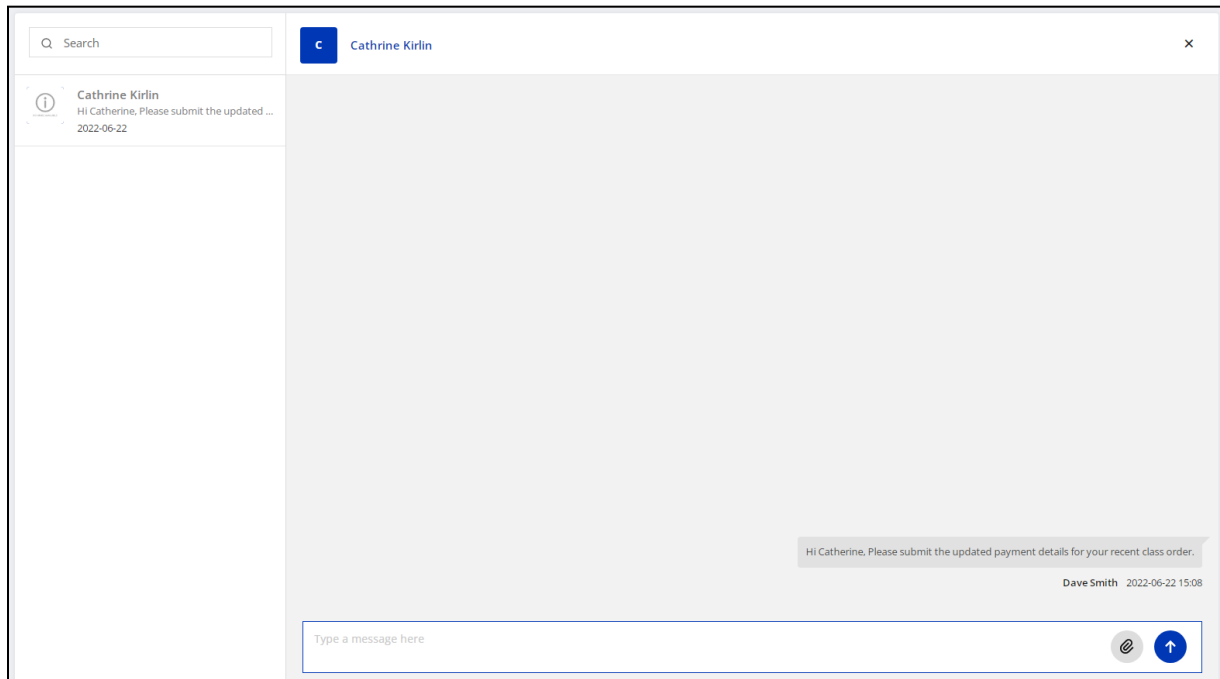 Search
Cathrine Kirlin
Hi Catherine, Please submit the updated ...
2022-06-22
C
Cathrine Kirlin
Hi Catherine, Please submit the updated payment details for your recent class order.
Dave Smith 2022-06-22 15:08
Type a message here